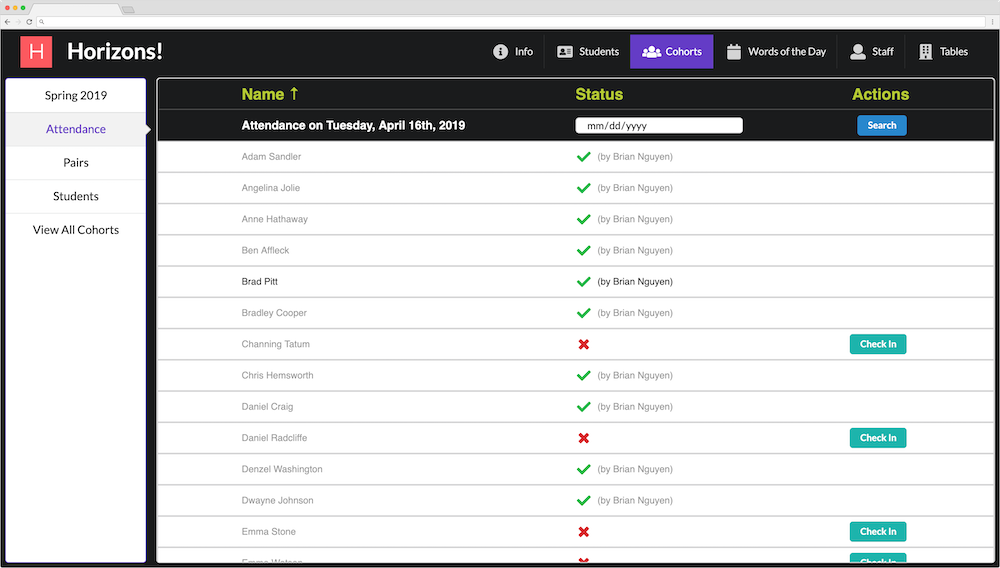 H Horizons! Info Students Cohorts Words of the Day Staff Tables
Spring 2019
Attendance
Pairs
Students
View All Cohorts
Name ↑ Status Actions
Attendance on Tuesday, April 16th, 2019 mm/dd/yyyy Search
Adam Sandler (by Brian Nguyen)
Angelina Jolie (by Brian Nguyen)
Anne Hathaway (by Brian Nguyen)
Ben Affleck (by Brian Nguyen)
Brad Pitt (by Brian Nguyen)
Bradley Cooper (by Brian Nguyen)
Channing Tatum Check In
Chris Hemsworth (by Brian Nguyen)
Daniel Craig (by Brian Nguyen)
Daniel Radcliffe Check In
Denzel Washington (by Brian Nguyen)
Dwayne Johnson (by Brian Nguyen)
Emma Stone Check In
Emma Watson Check In